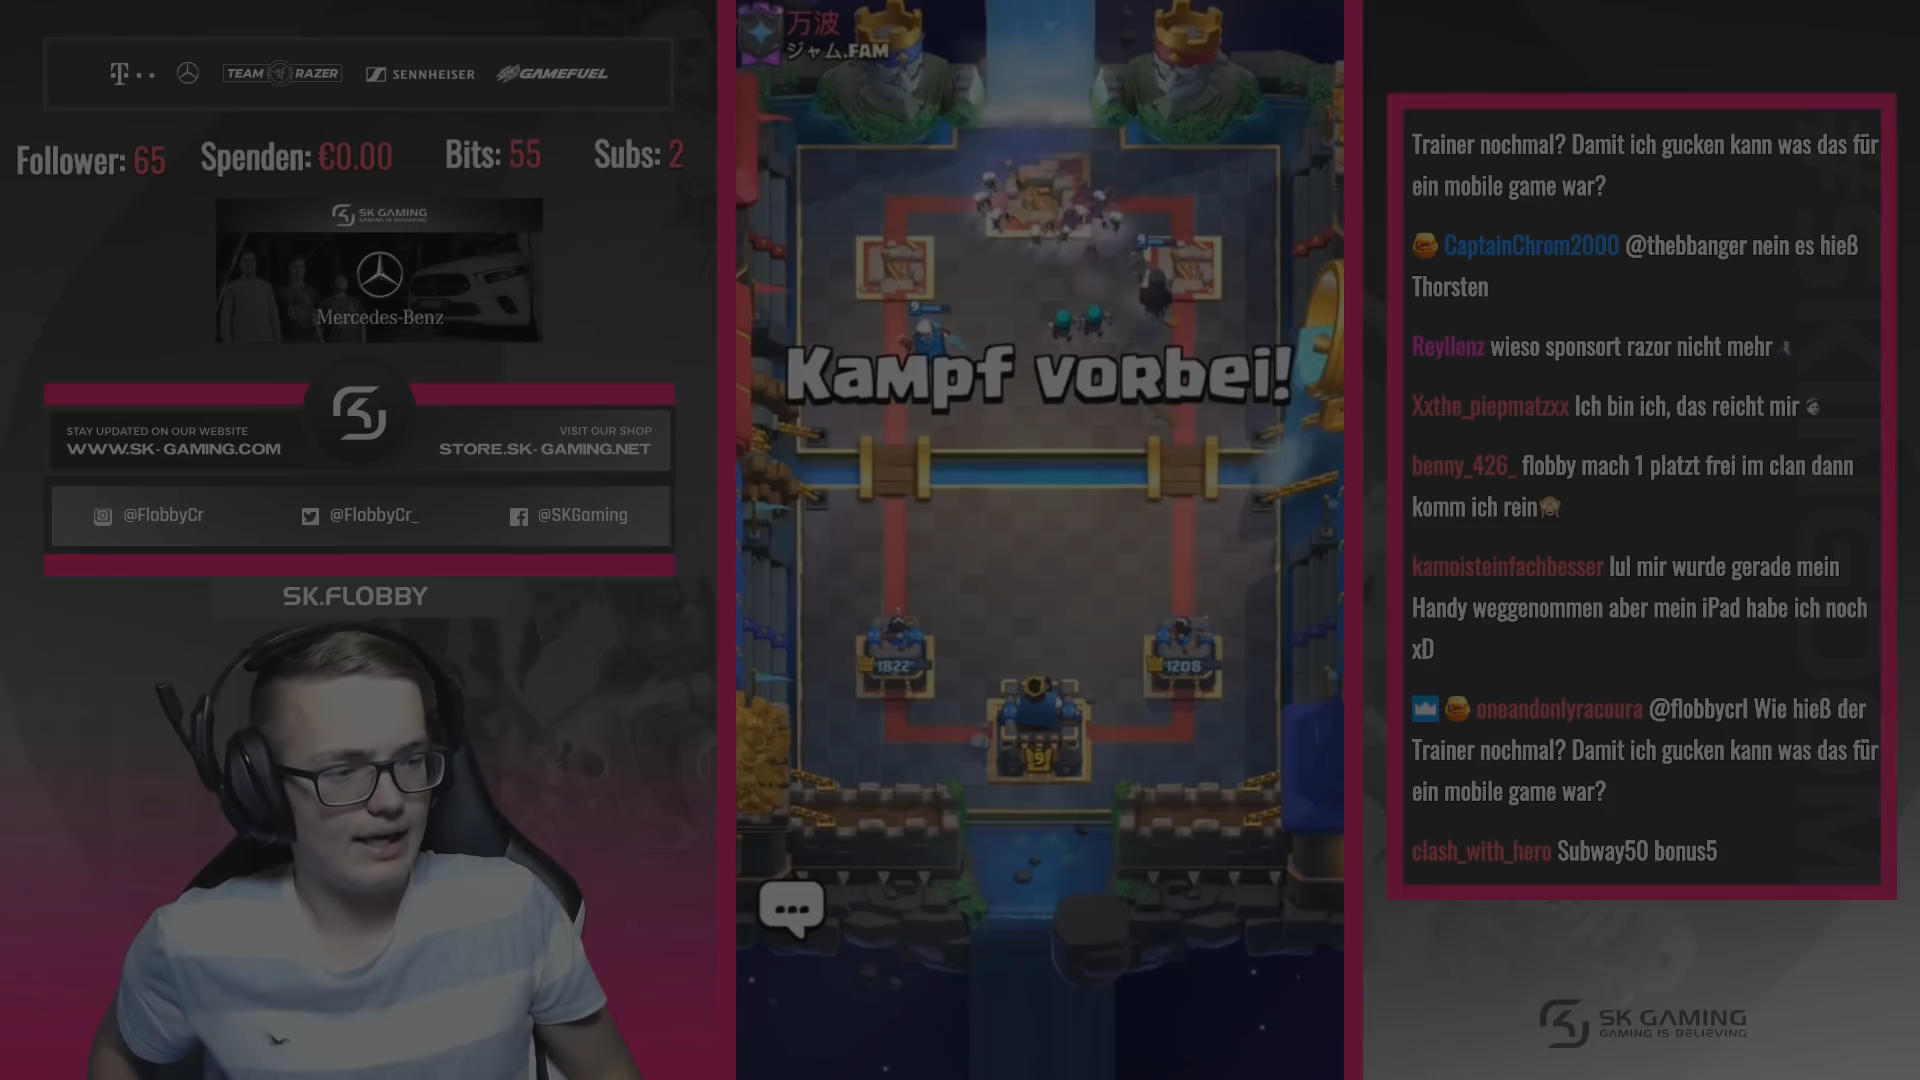 T
TEAM RAZER
SENNHEISER
GAMEFUEL
Follower: 65
Spenden: €0.00
Bits: 55
Subs: 2
SK GAMING
GAMING IS BELIEVING
Mercedes-Benz
STAY UPDATED ON OUR WEBSITE
WWW.SK-GAMING.COM
VISIT OUR SHOP
STORE.SK-GAMING.NET
@FlobbyCr
@FlobbyCr_
@SKGaming
SK.FLOBBY
万波
ジャム.FAM
9
9
Kampf vorbei!
1822
1208
9
Trainer nochmal? Damit ich gucken kann was das für
ein mobile game war?
CaptainChrom2000 @thebbanger nein es hieß
Thorsten
Reyllenz wieso sponsort razor nicht mehr
Xxthe_piepmatzxx Ich bin ich, das reicht mir
benny_426_ flobby mach 1 platzt frei im clan dann
komm ich rein🙈
kamoisteinfachbesser lul mir wurde gerade mein
Handy weggenommen aber mein iPad habe ich noch
xD
oneandonlyracoura @flobbycrl Wie hieß der
Trainer nochmal? Damit ich gucken kann was das für
ein mobile game war?
clash_with_hero Subway50 bonus5
SK GAMING
GAMING IS BELIEVING